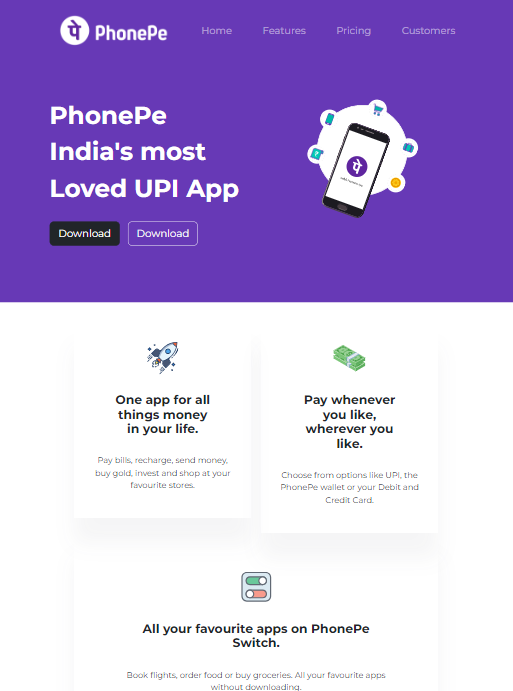 पे PhonePe
Home Features Pricing Customers
PhonePe
India's most
Loved UPI App
Download Download
पे
One app for all
things money
in your life.
Pay bills, recharge, send money,
buy gold, invest and shop at your
favourite stores.
Pay whenever
you like,
wherever you
like.
Choose from options like UPI, the
PhonePe wallet or your Debit and
Credit Card.
All your favourite apps on PhonePe
Switch.
Book flights, order food or buy groceries. All your favourite apps
without downloading.